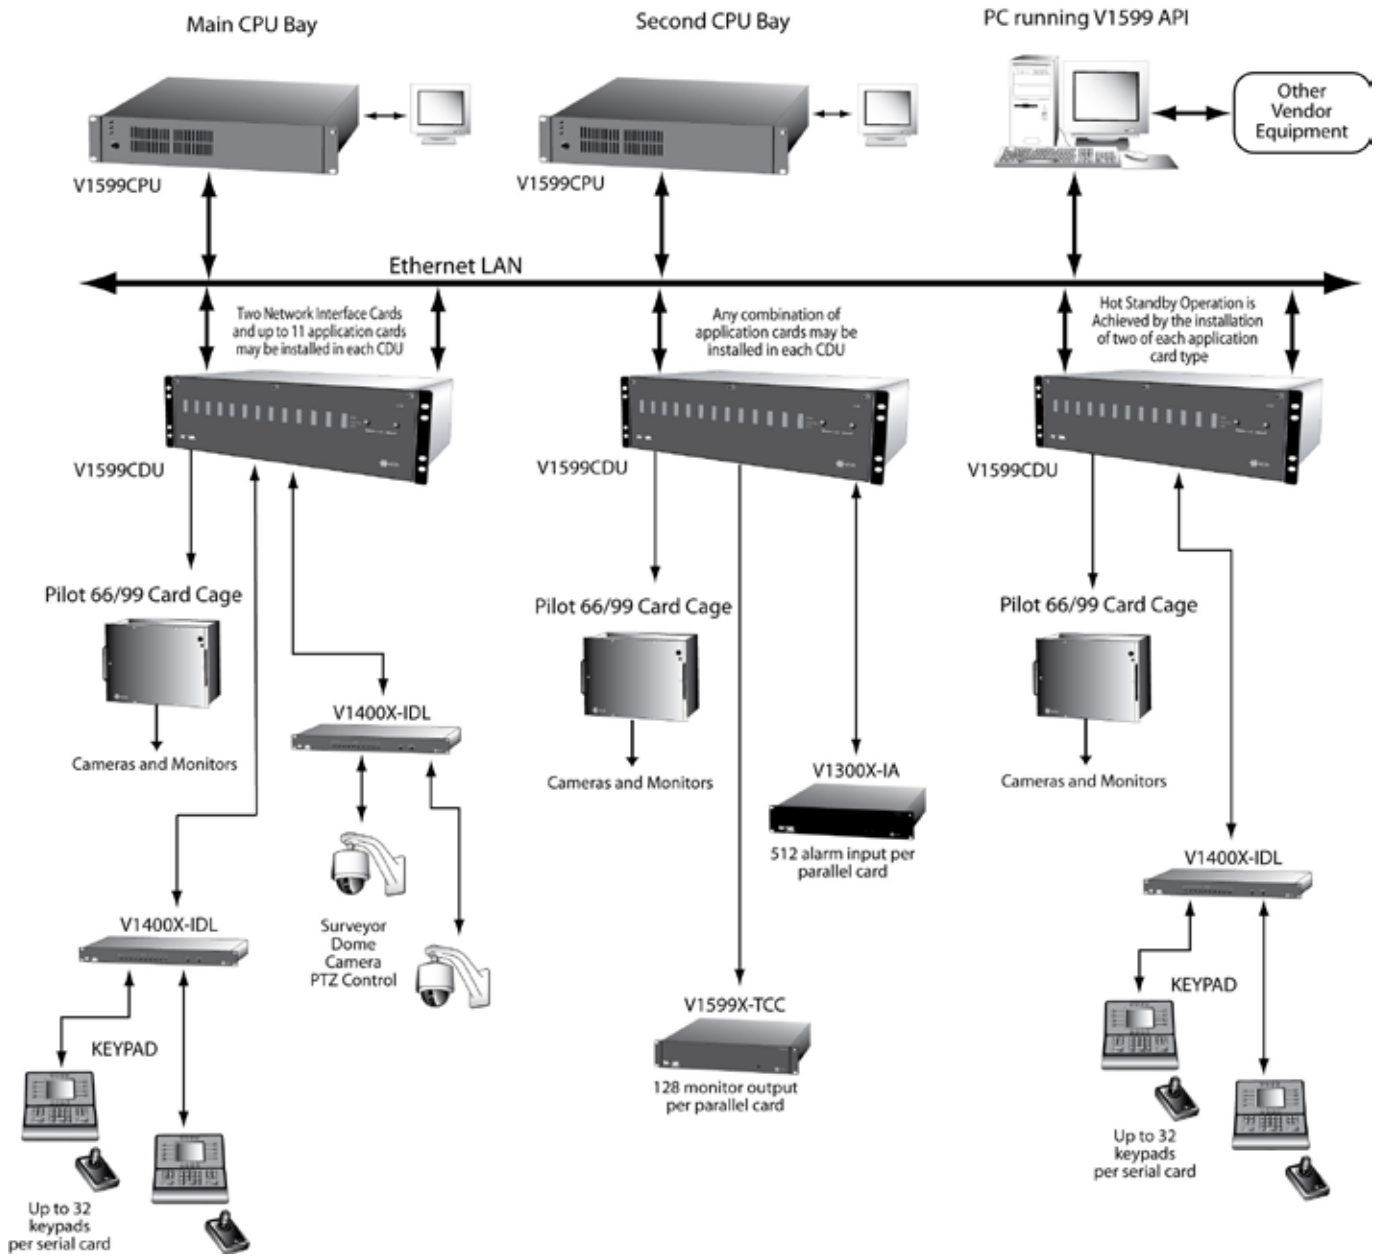 Main CPU Bay
Second CPU Bay
PC running V1599 API
Other
Vendor
Equipment
V1599CPU
V1599CPU
Ethernet LAN
Two Network Interface Cards
and up to 11 application cards
may be installed in each CDU
Any combination of
application cards may be
installed in each CDU
Hot Standby Operation is
Achieved by the installation
of two of each application
card type
V1599CDU
V1599CDU
V1599CDU
Pilot 66/99 Card Cage
Pilot 66/99 Card Cage
Pilot 66/99 Card Cage
V1400X-IDL
Cameras and Monitors
Cameras and Monitors
Cameras and Monitors
V1300X-IA
512 alarm input per
parallel card
V1400X-IDL
V1400X-IDL
Surveyor
Dome
Camera
PTZ Control
KEYPAD
V1599X-TCC
128 monitor output
per parallel card
KEYPAD
Up to 32
keypads
per serial card
Up to 32
keypads
per serial card